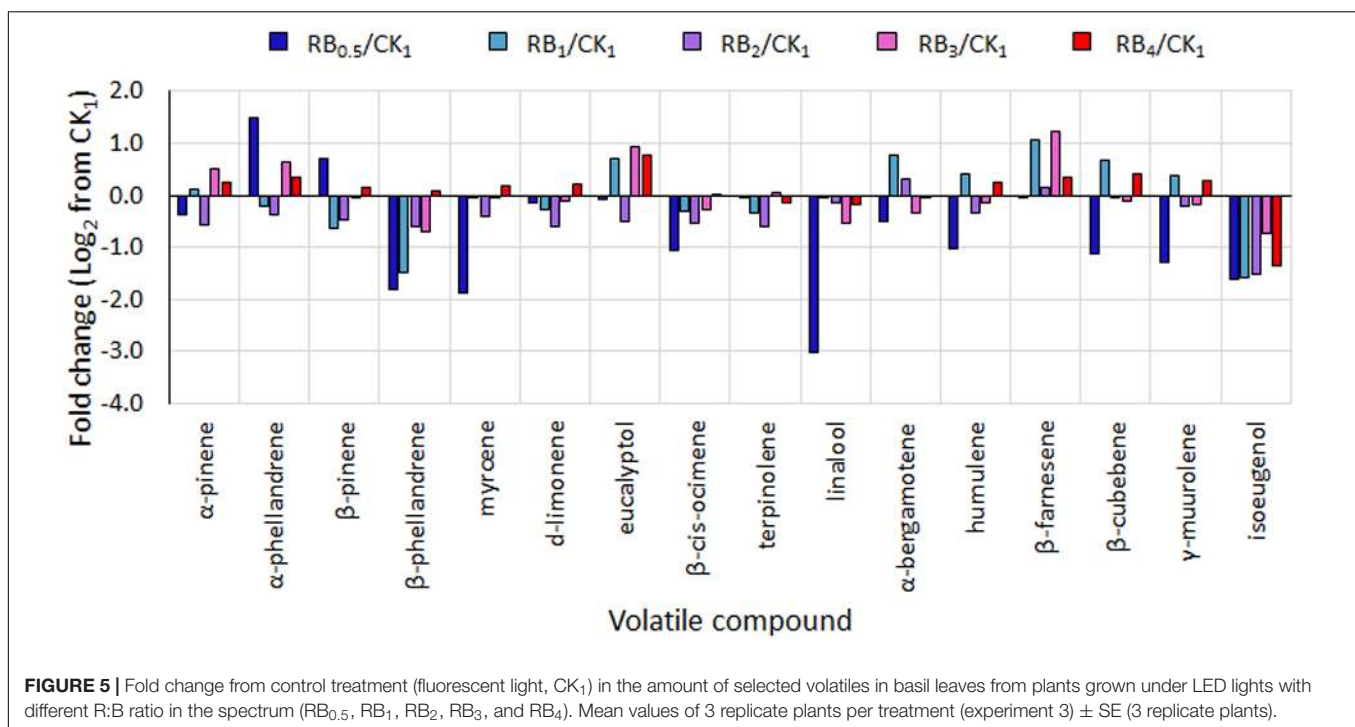 RB₀.₅/CK₁ RB₁/CK₁ RB₂/CK₁ RB₃/CK₁ RB₄/CK₁
Fold change (Log₂ from CK₁)
2.0
1.0
0.0
-1.0
-2.0
-3.0
-4.0
α-pinene
α-phellandrene
β-pinene
β-phellandrene
myrcene
d-limonene
eucalyptol
β-cis-ocimene
terpinolene
linalool
α-bergamotene
humulene
β-farnesene
β-cubebene
γ-muurolene
isoeugenol
Volatile compound
FIGURE 5 | Fold change from control treatment (fluorescent light, CK₁) in the amount of selected volatiles in basil leaves from plants grown under LED lights with
different R:B ratio in the spectrum (RB₀.₅, RB₁, RB₂, RB₃, and RB₄). Mean values of 3 replicate plants per treatment (experiment 3) ± SE (3 replicate plants).